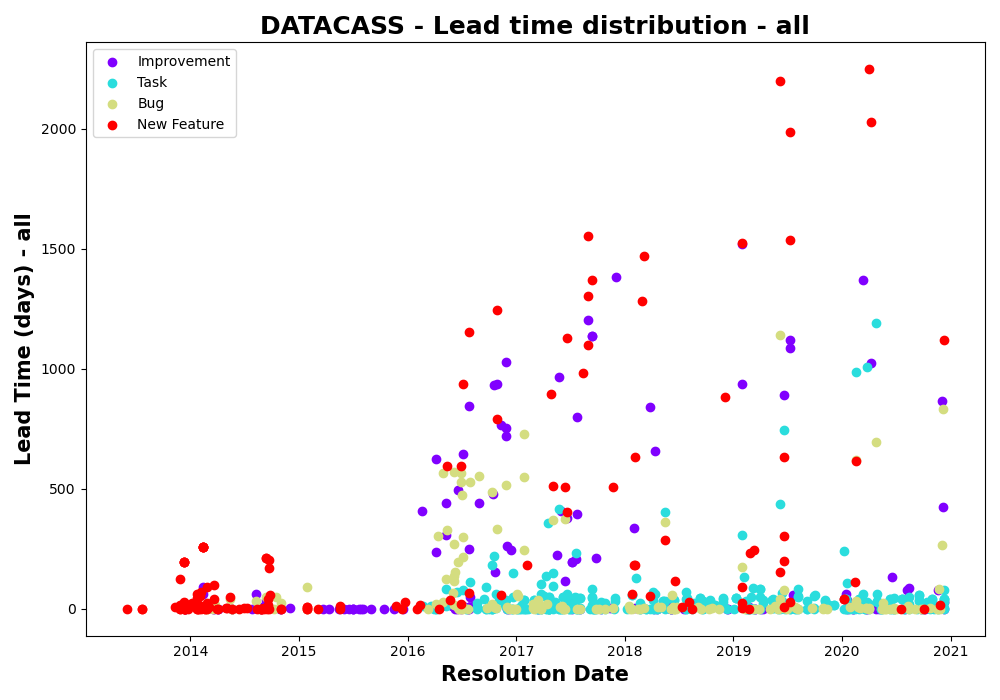 DATACASS - Lead time distribution - all
Improvement
Task
Bug
New Feature
2000
1500
1000
500
0
Lead Time (days) - all
2014 2015 2016 2017 2018 2019 2020 2021
Resolution Date